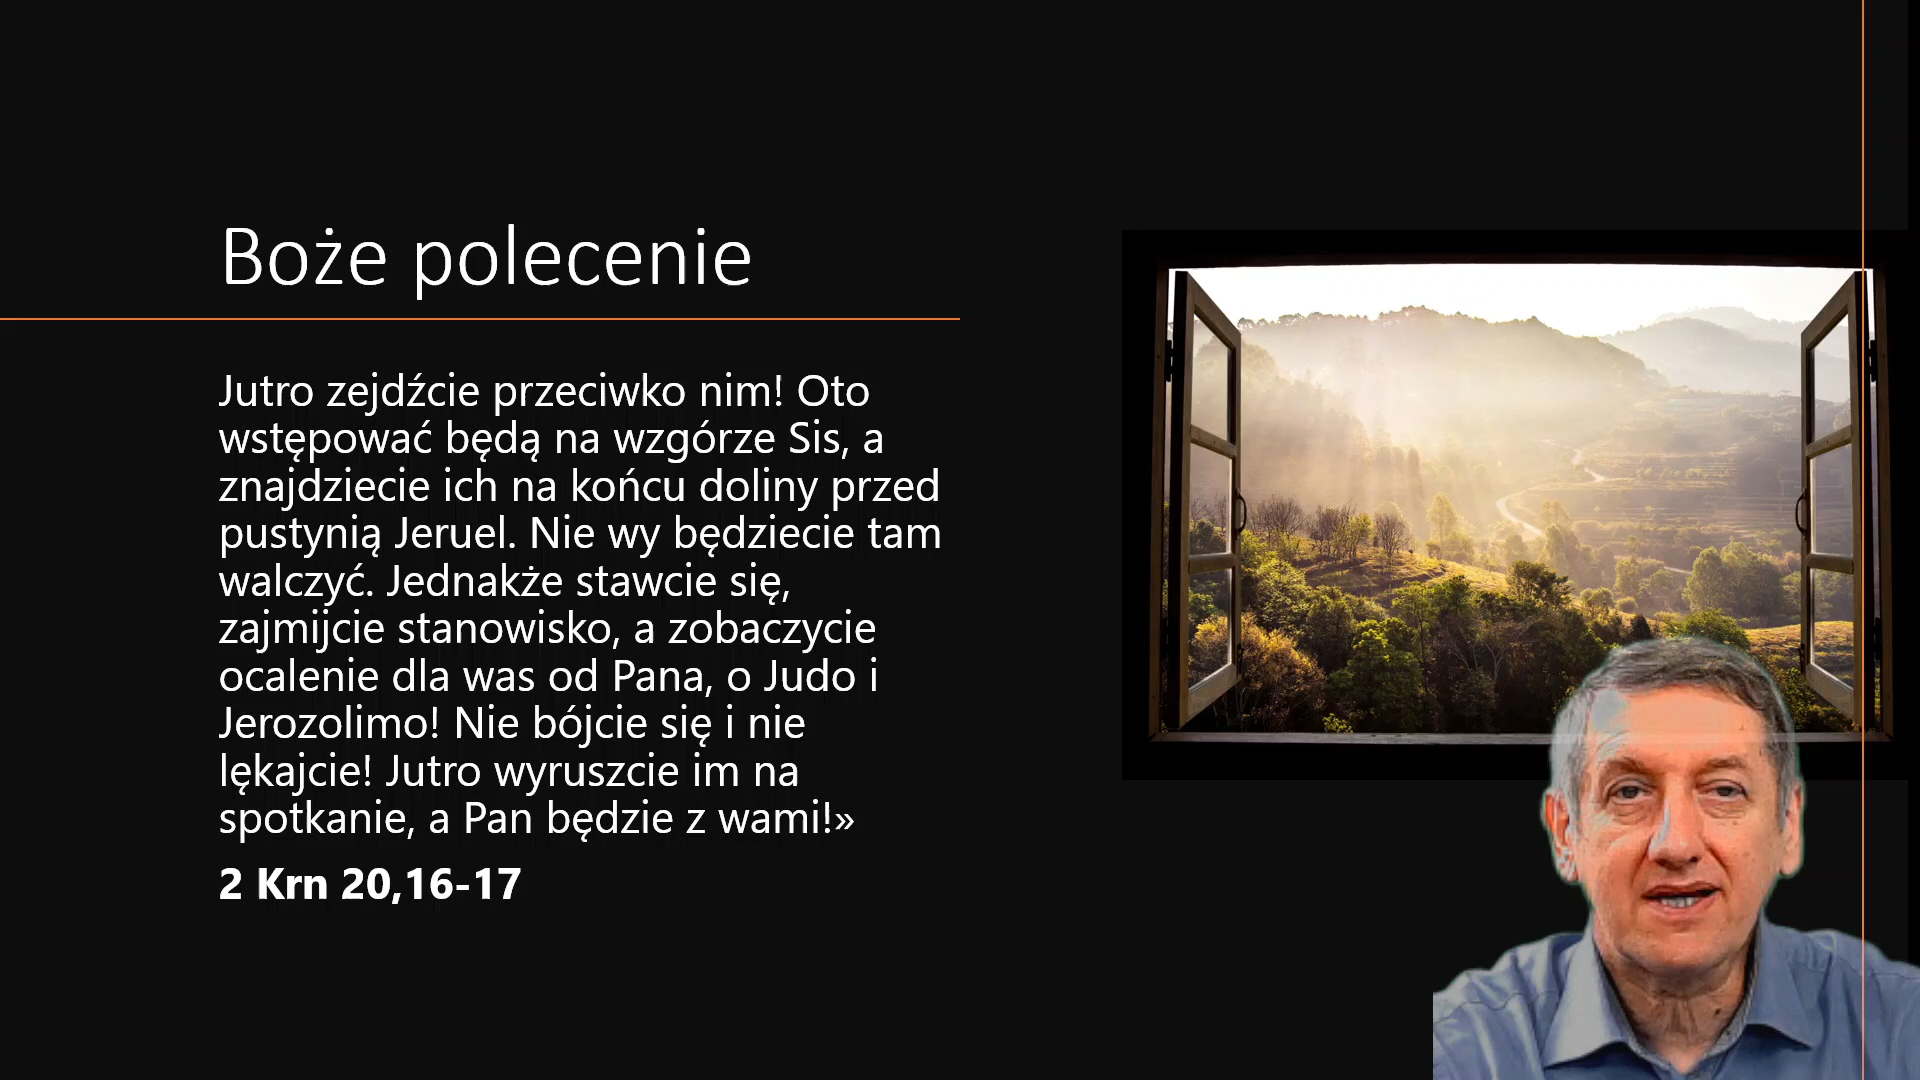 Boże polecenie
Jutro zejdźcie przeciwko nim! Oto
wstępować będą na wzgórze Sis, a
znajdziecie ich na końcu doliny przed
pustynią Jeruel. Nie wy będziecie tam
walczyć. Jednakże stawcie się,
zajmijcie stanowisko, a zobaczycie
ocalenie dla was od Pana, o Judo i
Jerozolimo! Nie bójcie się i nie
lękajcie! Jutro wyruszcie im na
spotkanie, a Pan będzie z wami!»
2 Krn 20,16-17